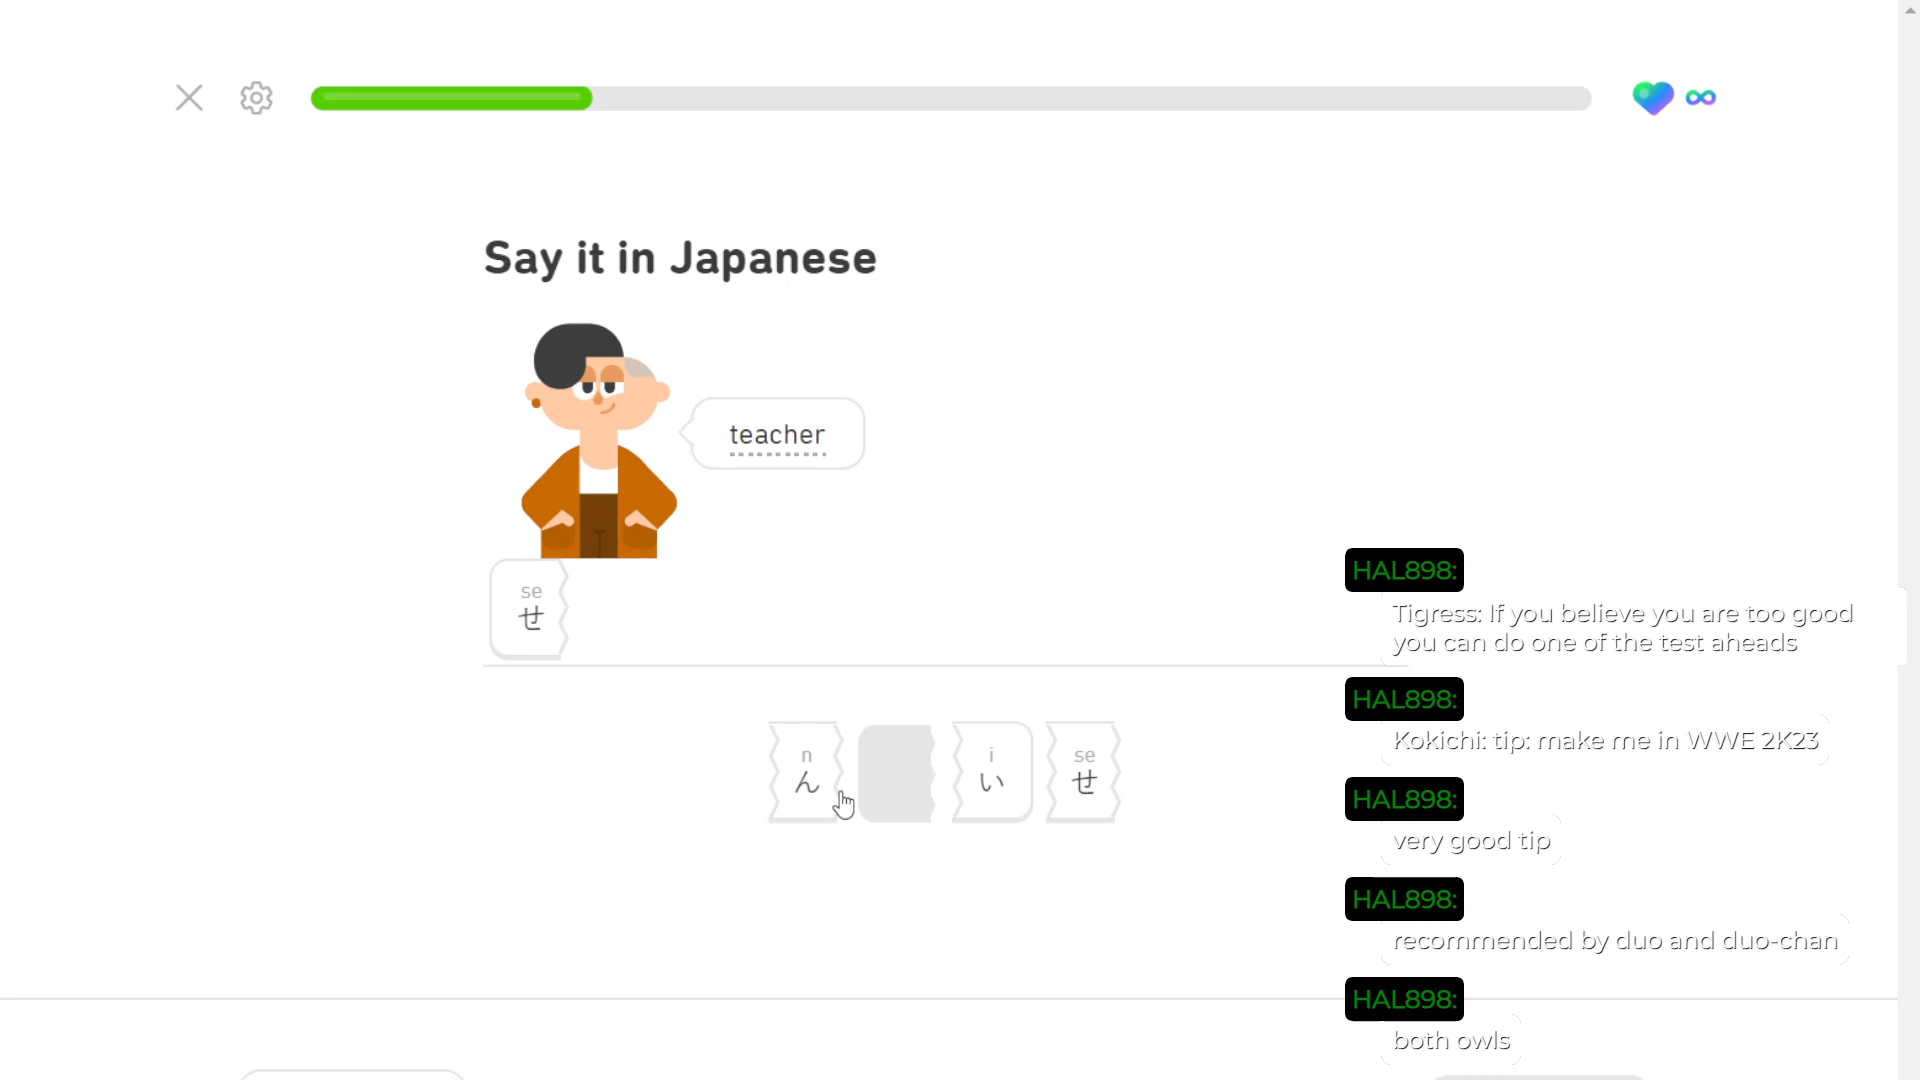 Say it in Japanese
teacher
se
せ
n
ん
i
い
se
せ
HAL898:
Tigress: If you believe you are too good
you can do one of the test aheads
HAL898:
Kokichi: tip: make me in WWE 2K23
HAL898:
very good tip
HAL898:
recommended by duo and duo-chan
HAL898:
both owls